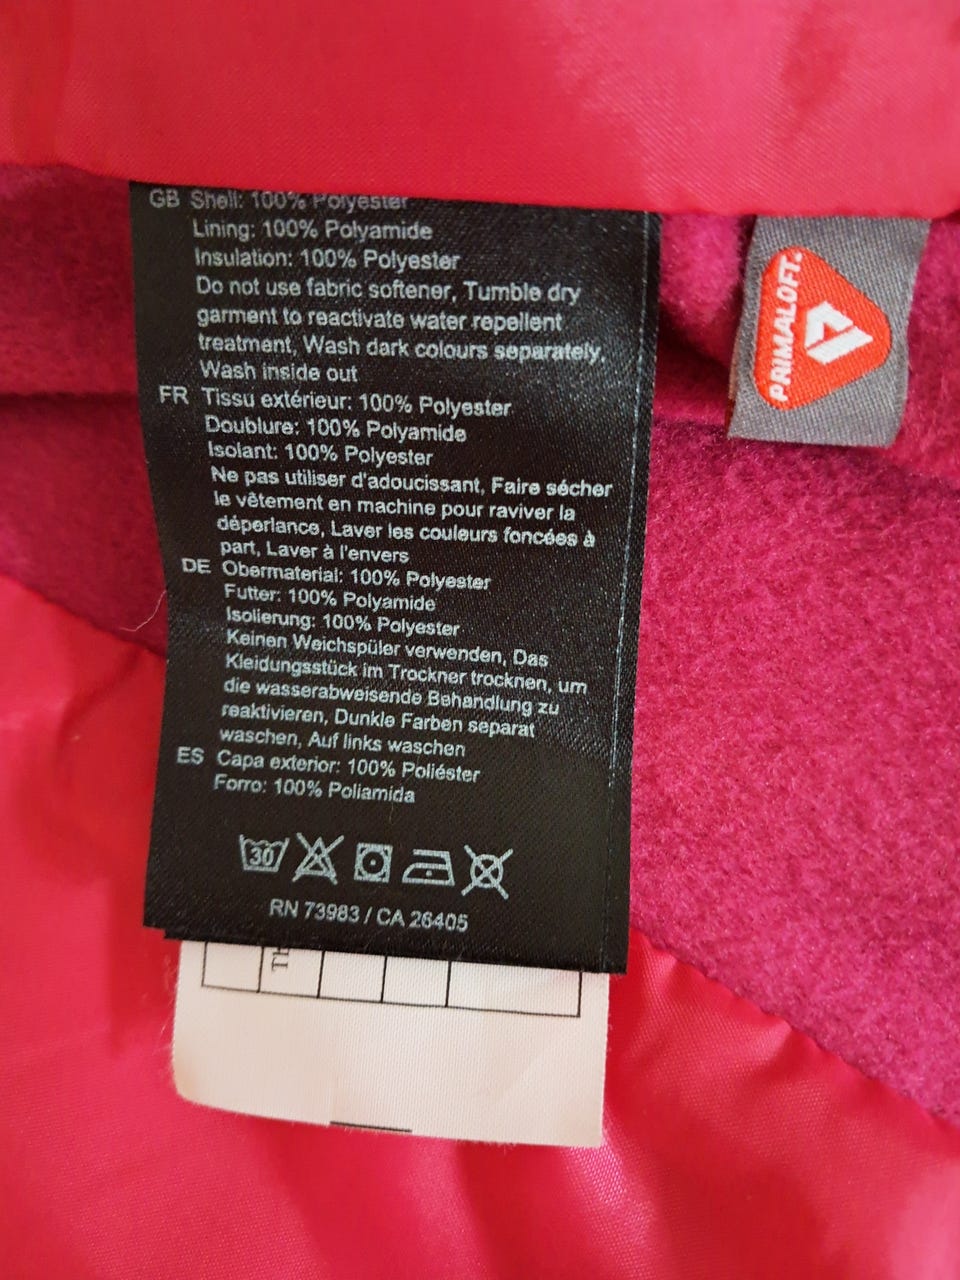 GB Shell: 100% Polyester
Lining: 100% Polyamide
Insulation: 100% Polyester
Do not use fabric softener, Tumble dry
garment to reactivate water repellent
treatment, Wash dark colours separately,
Wash inside out
FR Tissu extérieur: 100% Polyester
Doublure: 100% Polyamide
Isolant: 100% Polyester
Ne pas utiliser d'adoucissant, Faire sécher
le vêtement en machine pour raviver la
déperlance, Laver les couleurs foncées à
part, Laver à l'envers
DE Obermaterial: 100% Polyester
Futter: 100% Polyamide
Isolierung: 100% Polyester
Keinen Weichspüler verwenden, Das
Kleidungsstück im Trockner trocknen, um
die wasserabweisende Behandlung zu
reaktivieren, Dunkle Farben separat
waschen, Auf links waschen
ES Capa exterior: 100% Poliéster
Forro: 100% Poliamida
30
RN 73983 / CA 26405
PRIMALOFT.